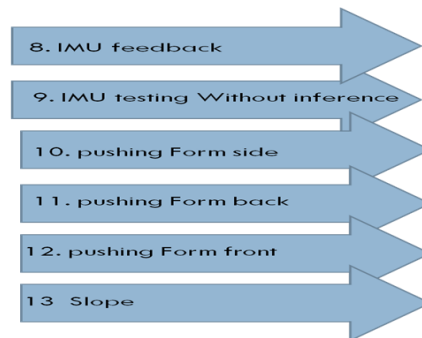 8. IMU feedback
9. IMU testing Without inference
10. pushing Form side
11. pushing Form back
12. pushing Form front
13 Slope